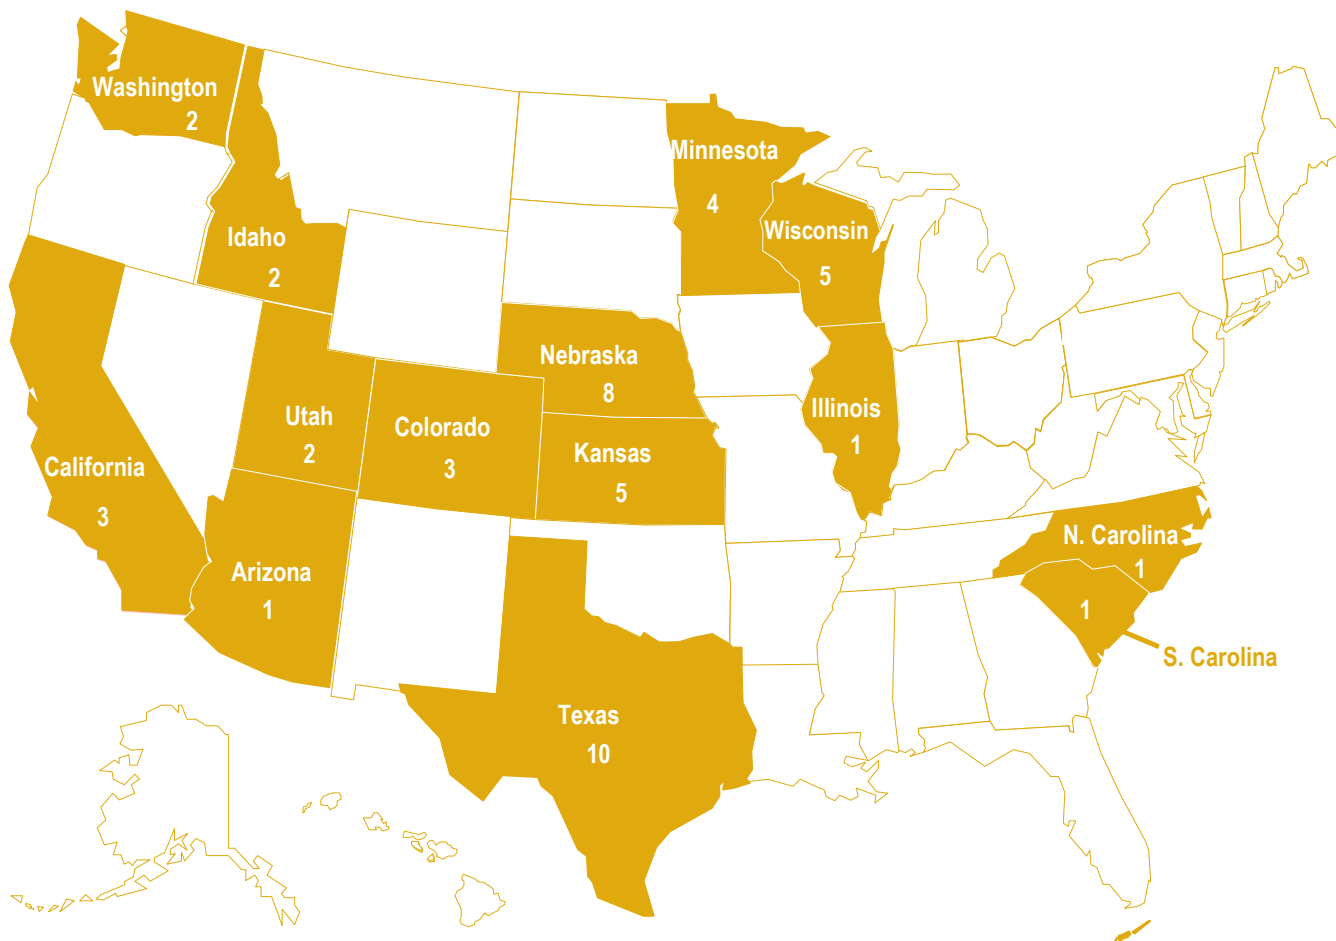 Washington
2
Minnesota
4
Wisconsin
5
Idaho
2
Nebraska
8
Illinois
1
Utah
2
Colorado
3
Kansas
5
California
3
N. Carolina
1
Arizona
1
1
S. Carolina
Texas
10